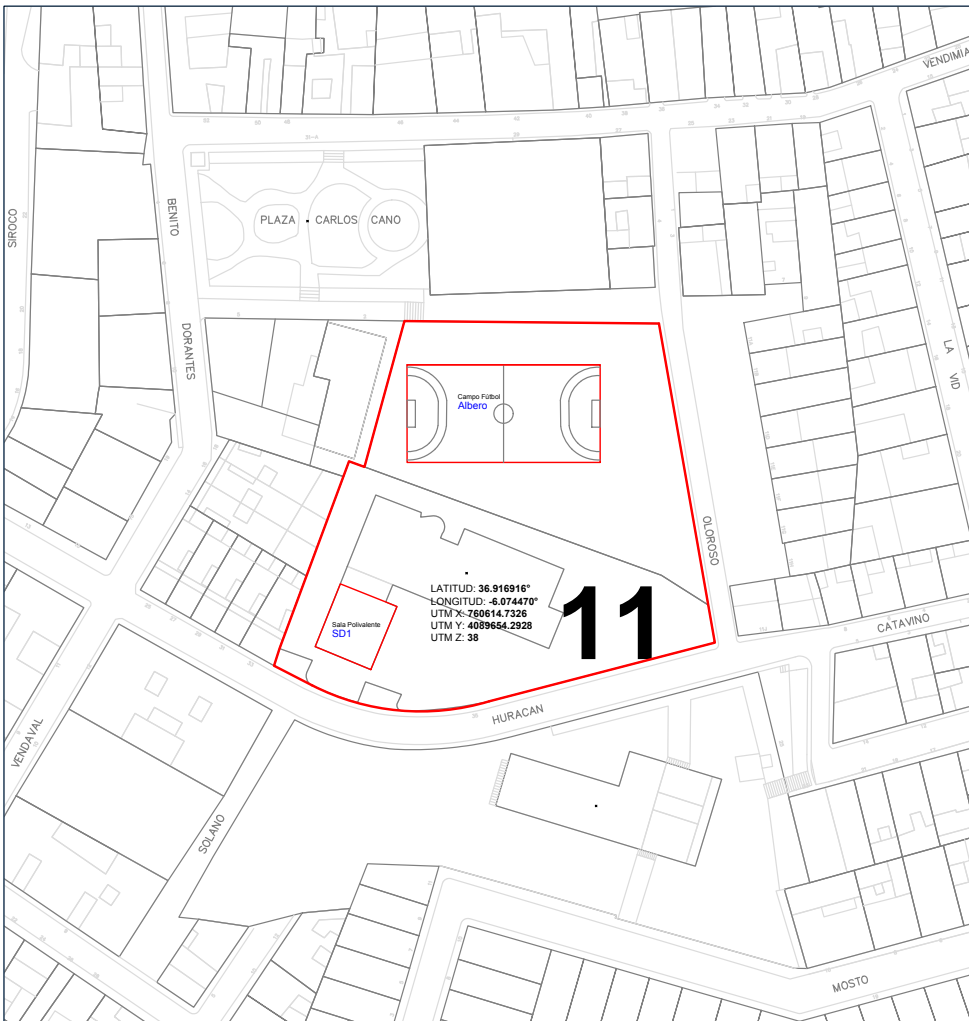 VENDIMIA
BENITO
SIROCO
PLAZA CARLOS CANO
DORANTES
LA VID
Campo Fútbol
Albero
OLOROSO
LATITUD: 36.916916°
LONGITUD: -6.074470°
UTM X: 760614.7326
UTM Y: 4089654.2928
UTM Z: 38
11
Sala Polivalente
SD1
CATAVINO
HURACAN
VENDAVAL
SOLANO
MOSTO